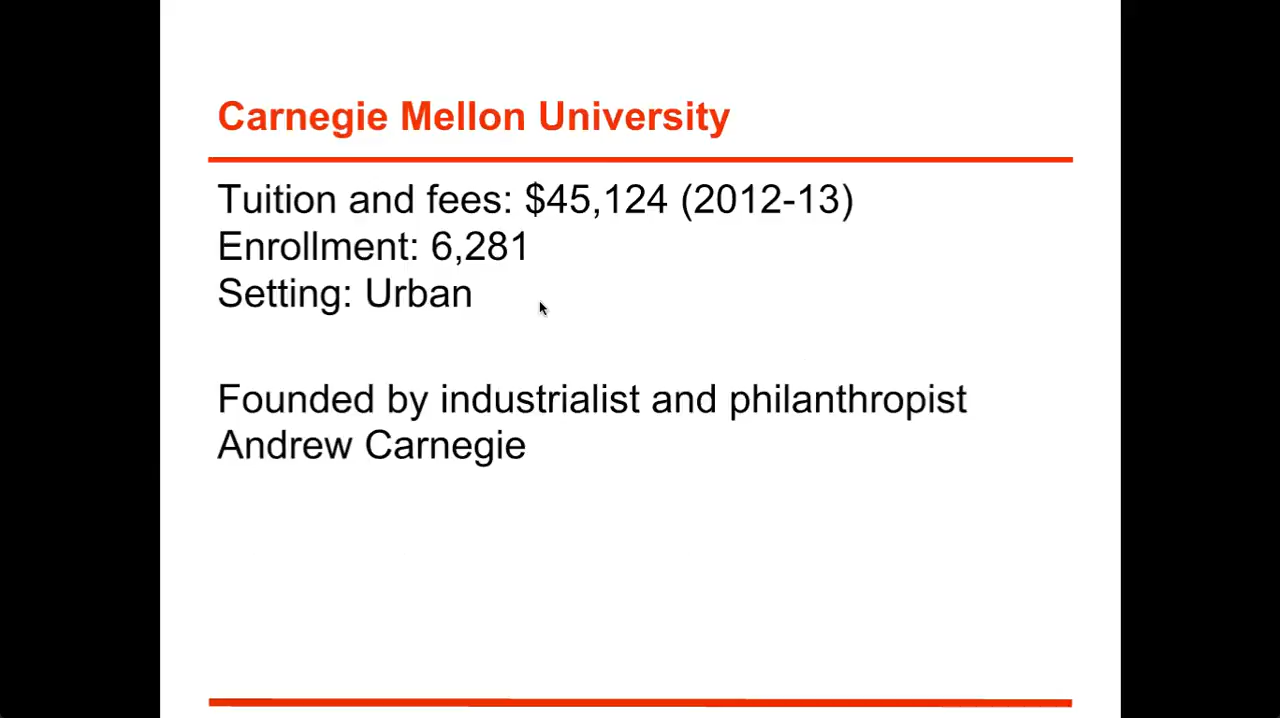 Carnegie Mellon University
Tuition and fees: $45,124 (2012-13)
Enrollment: 6,281
Setting: Urban
Founded by industrialist and philanthropist
Andrew Carnegie